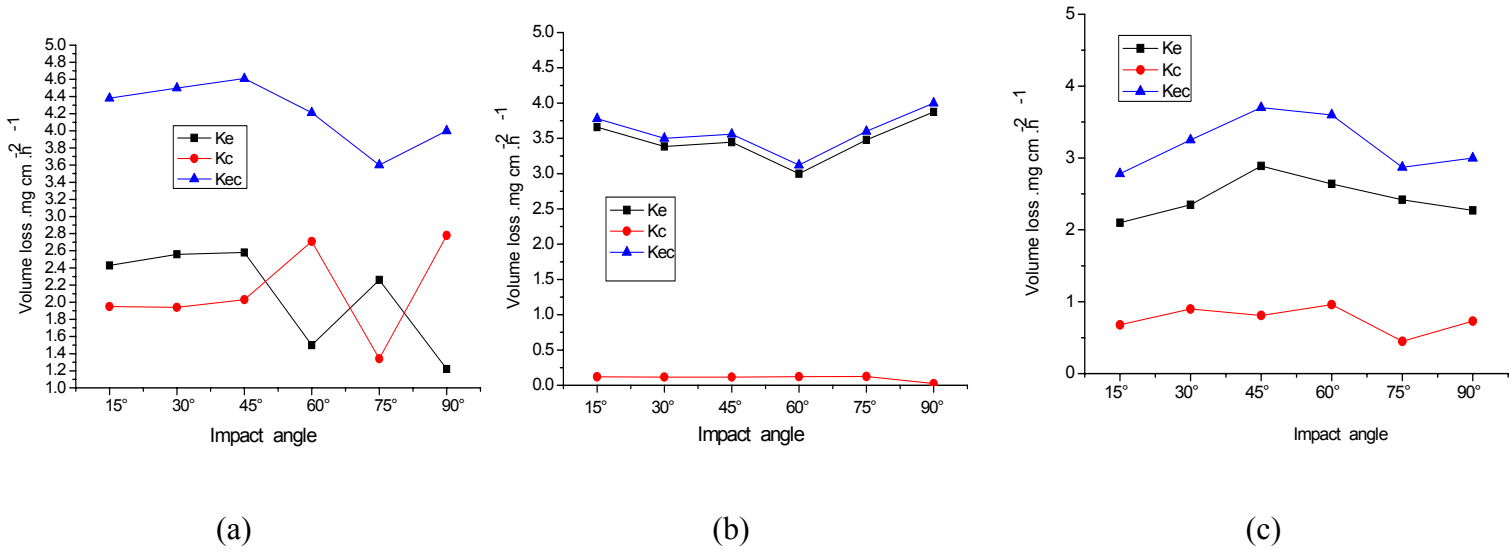 5.0
4.8
4.6
4.4
4.2
4.0
3.8
3.6
3.4
3.2
3.0
2.8
2.6
2.4
2.2
2.0
1.8
1.6
1.4
1.2
1.0
Volume loss .mg cm⁻².h⁻¹
Ke
Kc
Kec
15° 30° 45° 60° 75° 90°
Impact angle
(a)
5.0
4.5
4.0
3.5
3.0
2.5
2.0
1.5
1.0
0.5
0.0
Volume loss .mg cm⁻².h⁻¹
Ke
Kc
Kec
15° 30° 45° 60° 75° 90°
Impact angle
(b)
5
4
3
2
1
0
Volume loss .mg cm⁻².h⁻¹
Ke
Kc
Kec
15° 30° 45° 60° 75° 90°
Impact angle
(c)